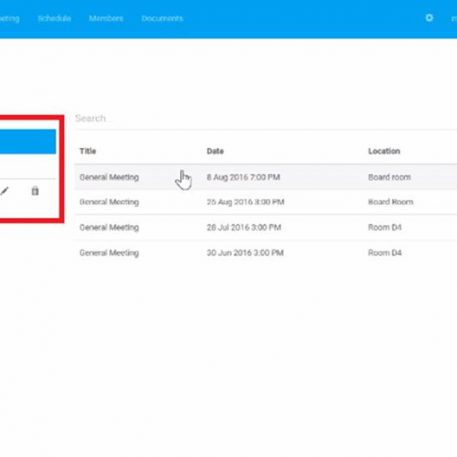 eting Schedule Members Documents
Search
Title Date Location
General Meeting 8 Aug 2016 7:00 PM Board room
General Meeting 25 Aug 2016 3:00 PM Board Room
General Meeting 28 Jul 2016 3:00 PM Room D4
General Meeting 30 Jun 2016 3:00 PM Room D4